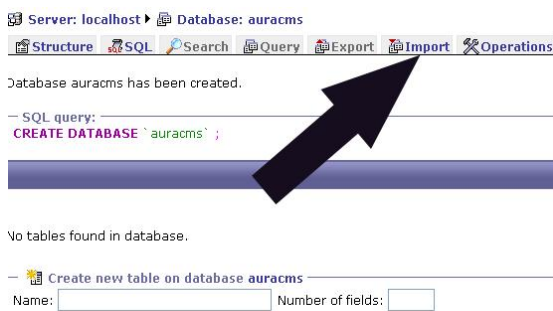 Server: localhost Database: auracms
Structure SQL Search Query Export Import Operations
Database auracms has been created.
SQL query:
CREATE DATABASE `auracms` ;
No tables found in database.
Create new table on database auracms
Name: Number of fields: